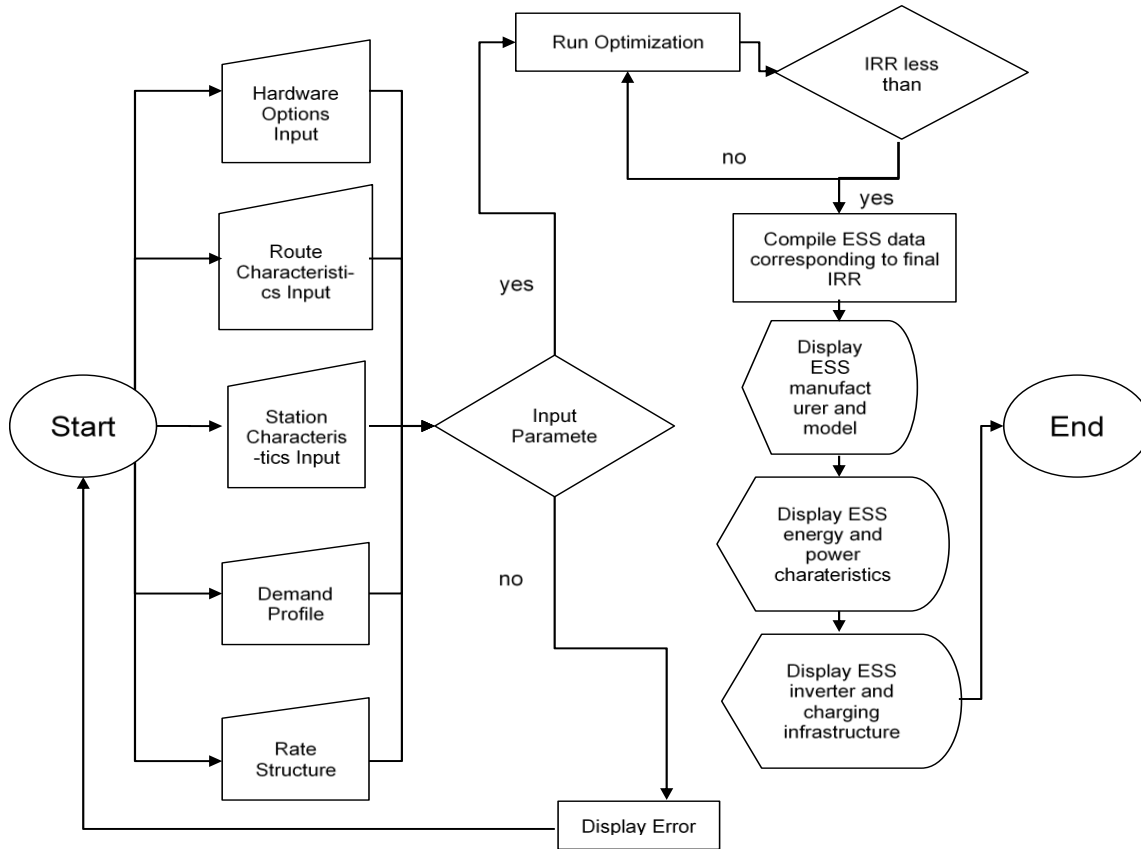 Run Optimization
IRR less
than
Hardware
Options
Input
no
yes
Route
Characteristi-
cs Input
Compile ESS data
corresponding to final
IRR
yes
Display
ESS
manufact
urer and
model
Start
Station
Characteris
-tics Input
Input
Paramete
End
Display ESS
energy and
power
charateristics
no
Demand
Profile
Display ESS
inverter and
charging
infrastructure
Rate
Structure
Display Error